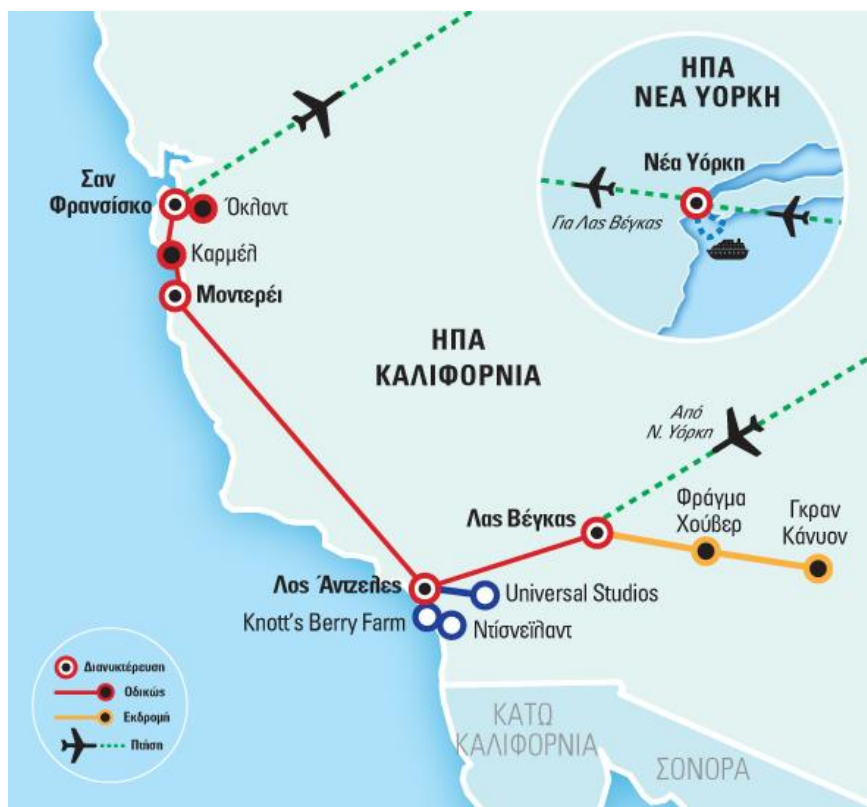 ΗΠΑ
ΝΕΑ ΥΟΡΚΗ
Νέα Υόρκη
Για Λας Βέγκας
Σαν
Φρανσίσκο
Όκλαντ
Καρμέλ
Μοντερέι
ΗΠΑ
ΚΑΛΙΦΟΡΝΙΑ
Από
Ν. Υόρκη
Λας Βέγκας
Φράγμα
Χούβερ
Γκραν
Κάνυον
Λος Άντζελες
Universal Studios
Knott's Berry Farm
Ντίσνεϊλαντ
Διανυκτέρευση
Οδικώς
Εκδρομή
Πτήση
ΚΑΤΩ
ΚΑΛΙΦΟΡΝΙΑ
ΣΟΝΟΡΑ